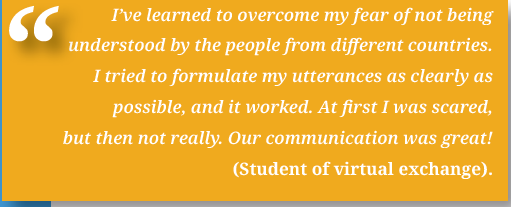 “
I’ve learned to overcome my fear of not being
understood by the people from different countries.
I tried to formulate my utterances as clearly as
possible, and it worked. At first I was scared,
but then not really. Our communication was great!
(Student of virtual exchange).